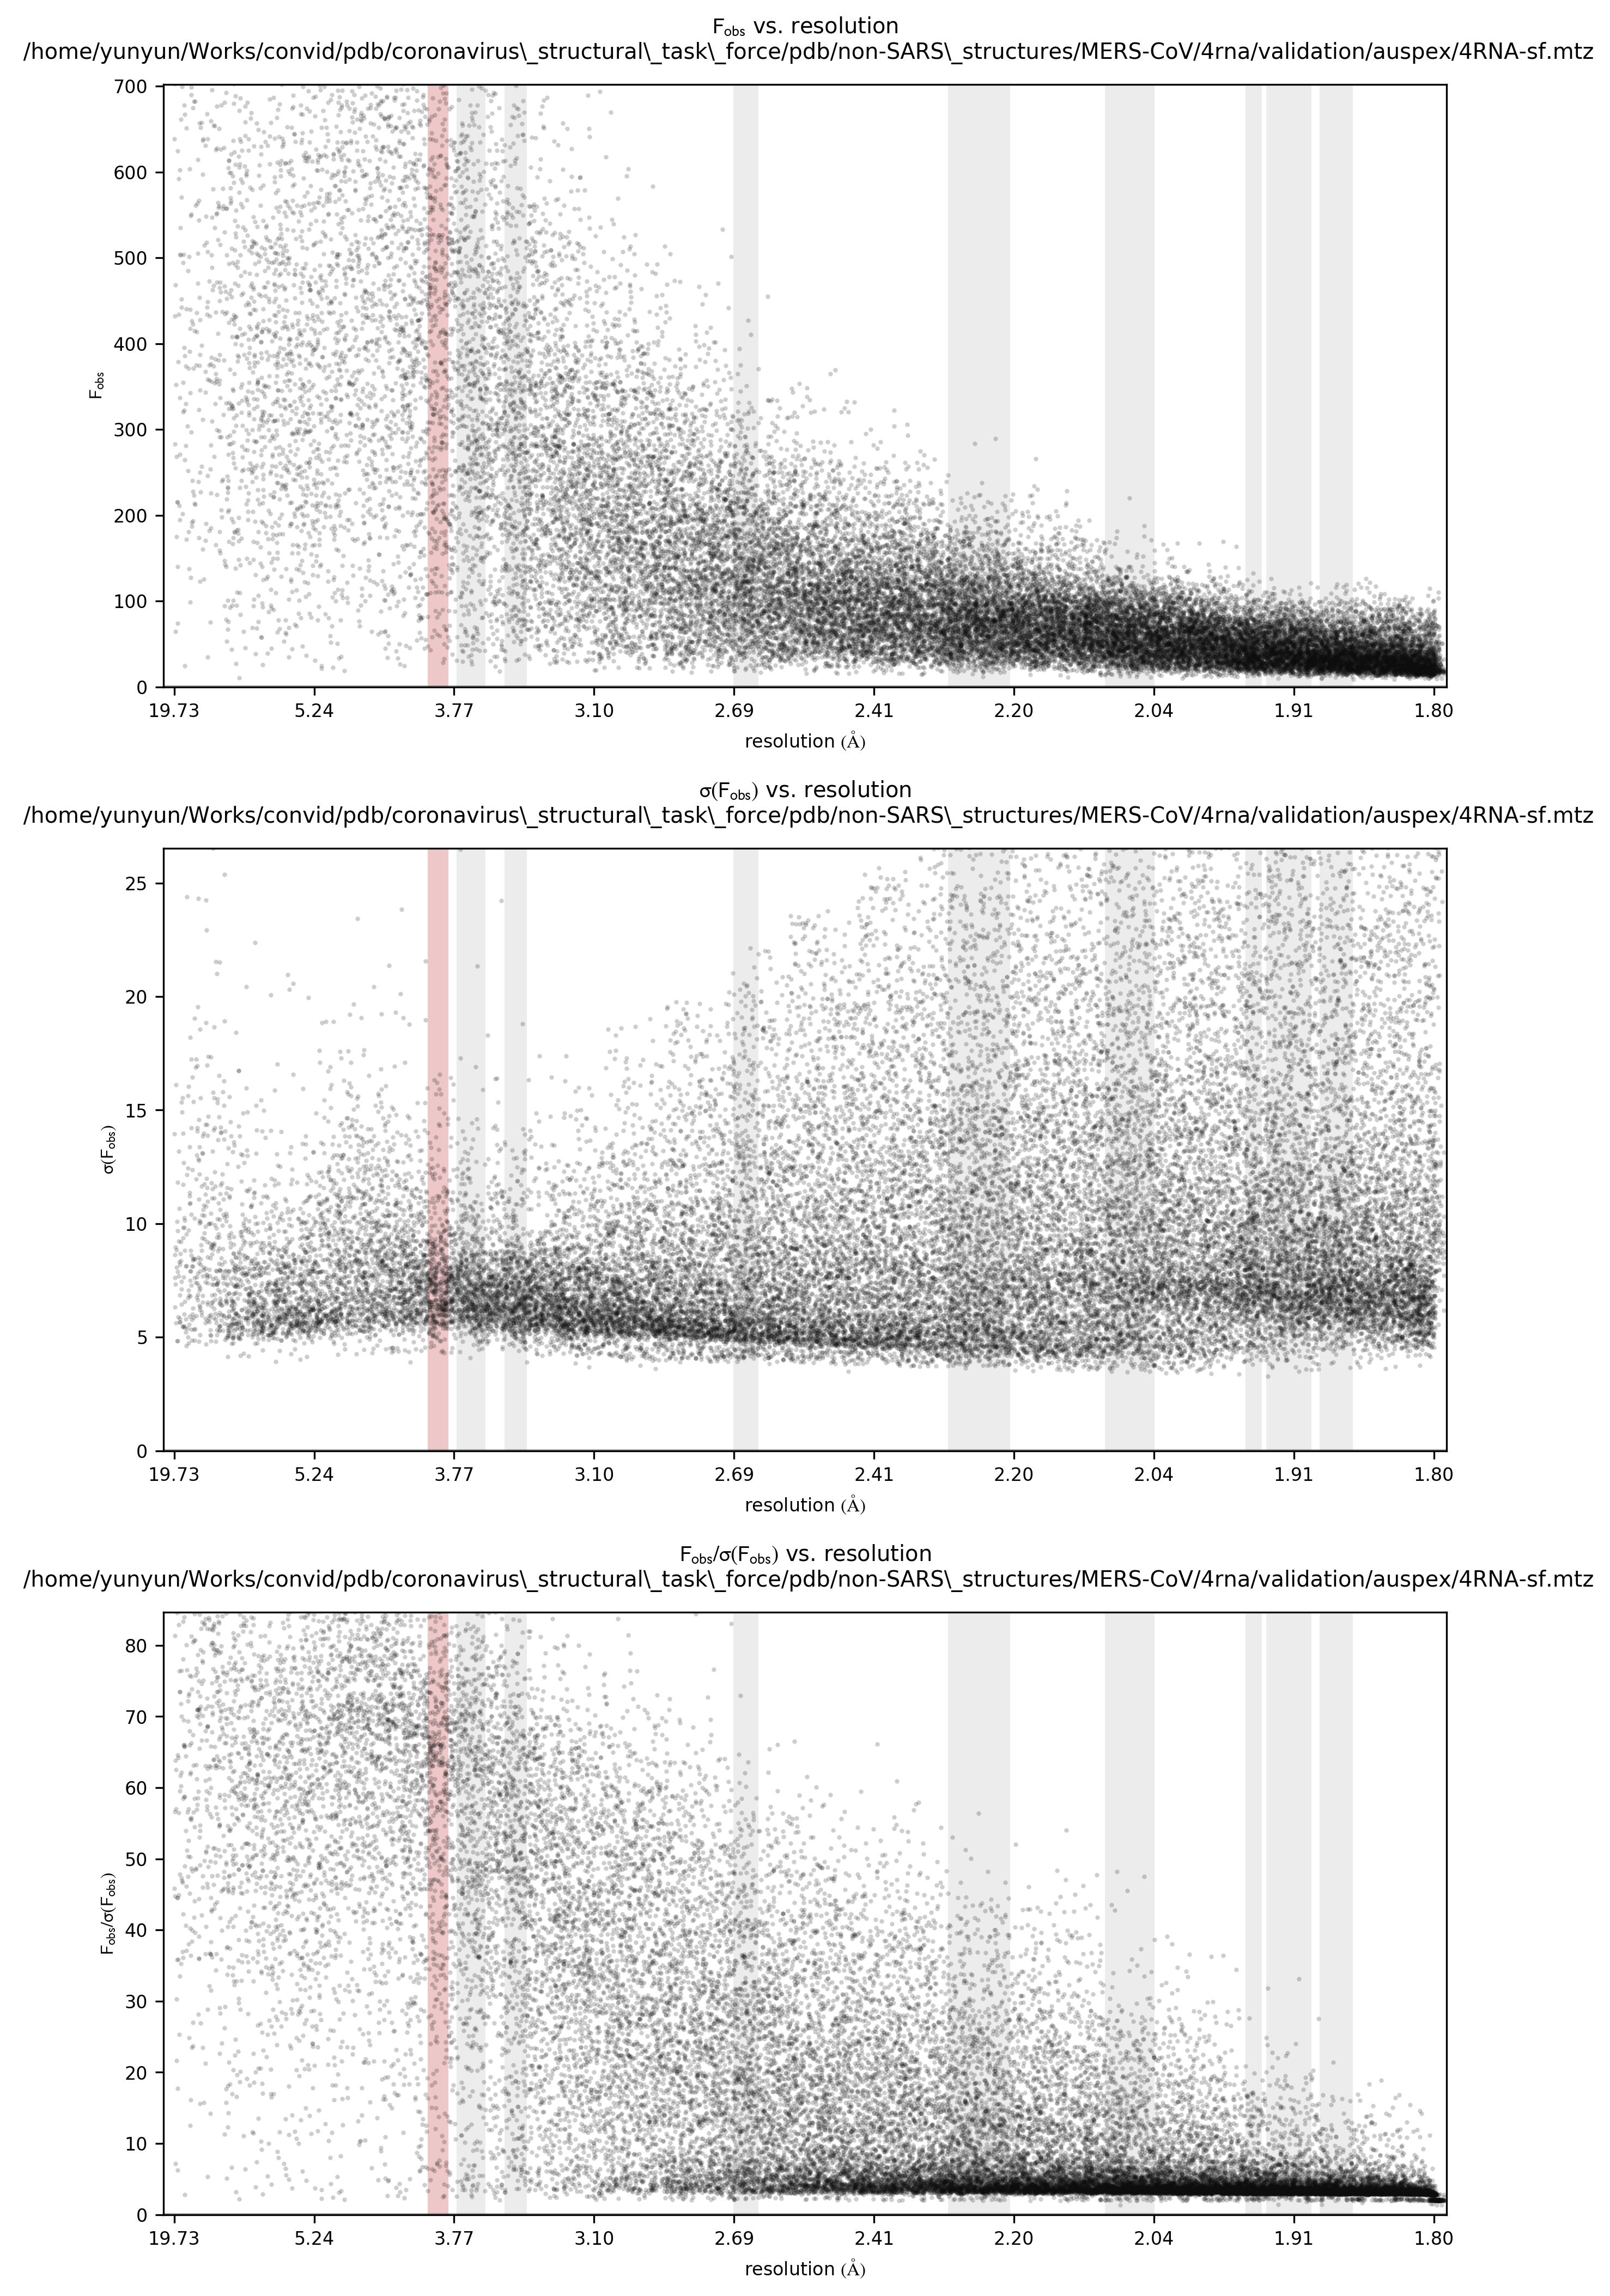 Fobs vs. resolution
/home/yunyun/Works/convid/pdb/coronavirus\_structural\_task\_force/pdb/non-SARS\_structures/MERS-CoV/4rna/validation/auspex/4RNA-sf.mtz
700
600
500
400
300
200
100
0
Fobs
19.73 5.24 3.77 3.10 2.69 2.41 2.20 2.04 1.91 1.80
resolution (Å)
σ(Fobs) vs. resolution
/home/yunyun/Works/convid/pdb/coronavirus\_structural\_task\_force/pdb/non-SARS\_structures/MERS-CoV/4rna/validation/auspex/4RNA-sf.mtz
25
20
15
10
5
0
σ(Fobs)
19.73 5.24 3.77 3.10 2.69 2.41 2.20 2.04 1.91 1.80
resolution (Å)
Fobs/σ(Fobs) vs. resolution
/home/yunyun/Works/convid/pdb/coronavirus\_structural\_task\_force/pdb/non-SARS\_structures/MERS-CoV/4rna/validation/auspex/4RNA-sf.mtz
80
70
60
50
40
30
20
10
0
Fobs/σ(Fobs)
19.73 5.24 3.77 3.10 2.69 2.41 2.20 2.04 1.91 1.80
resolution (Å)